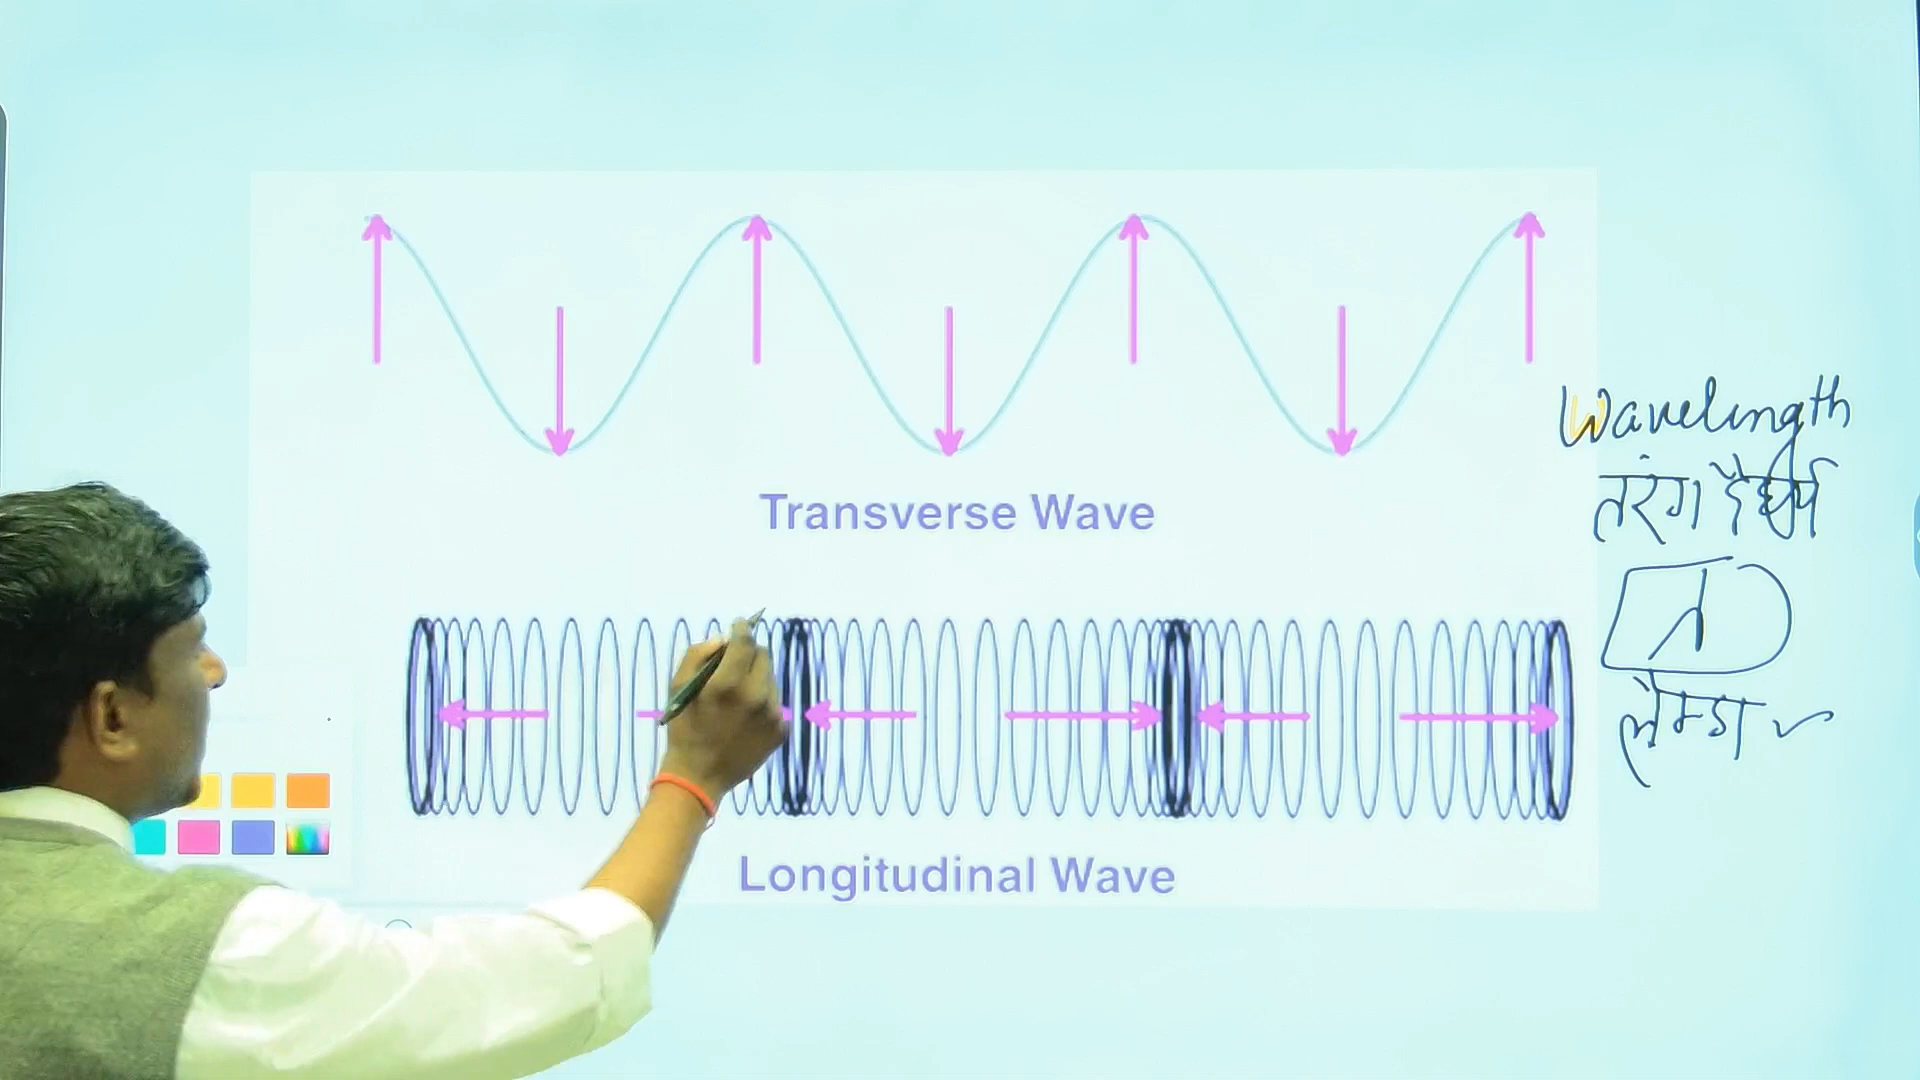 Transverse Wave
Wavelength
तरंग दैर्ध्य
λ
लैम्डा
Longitudinal Wave